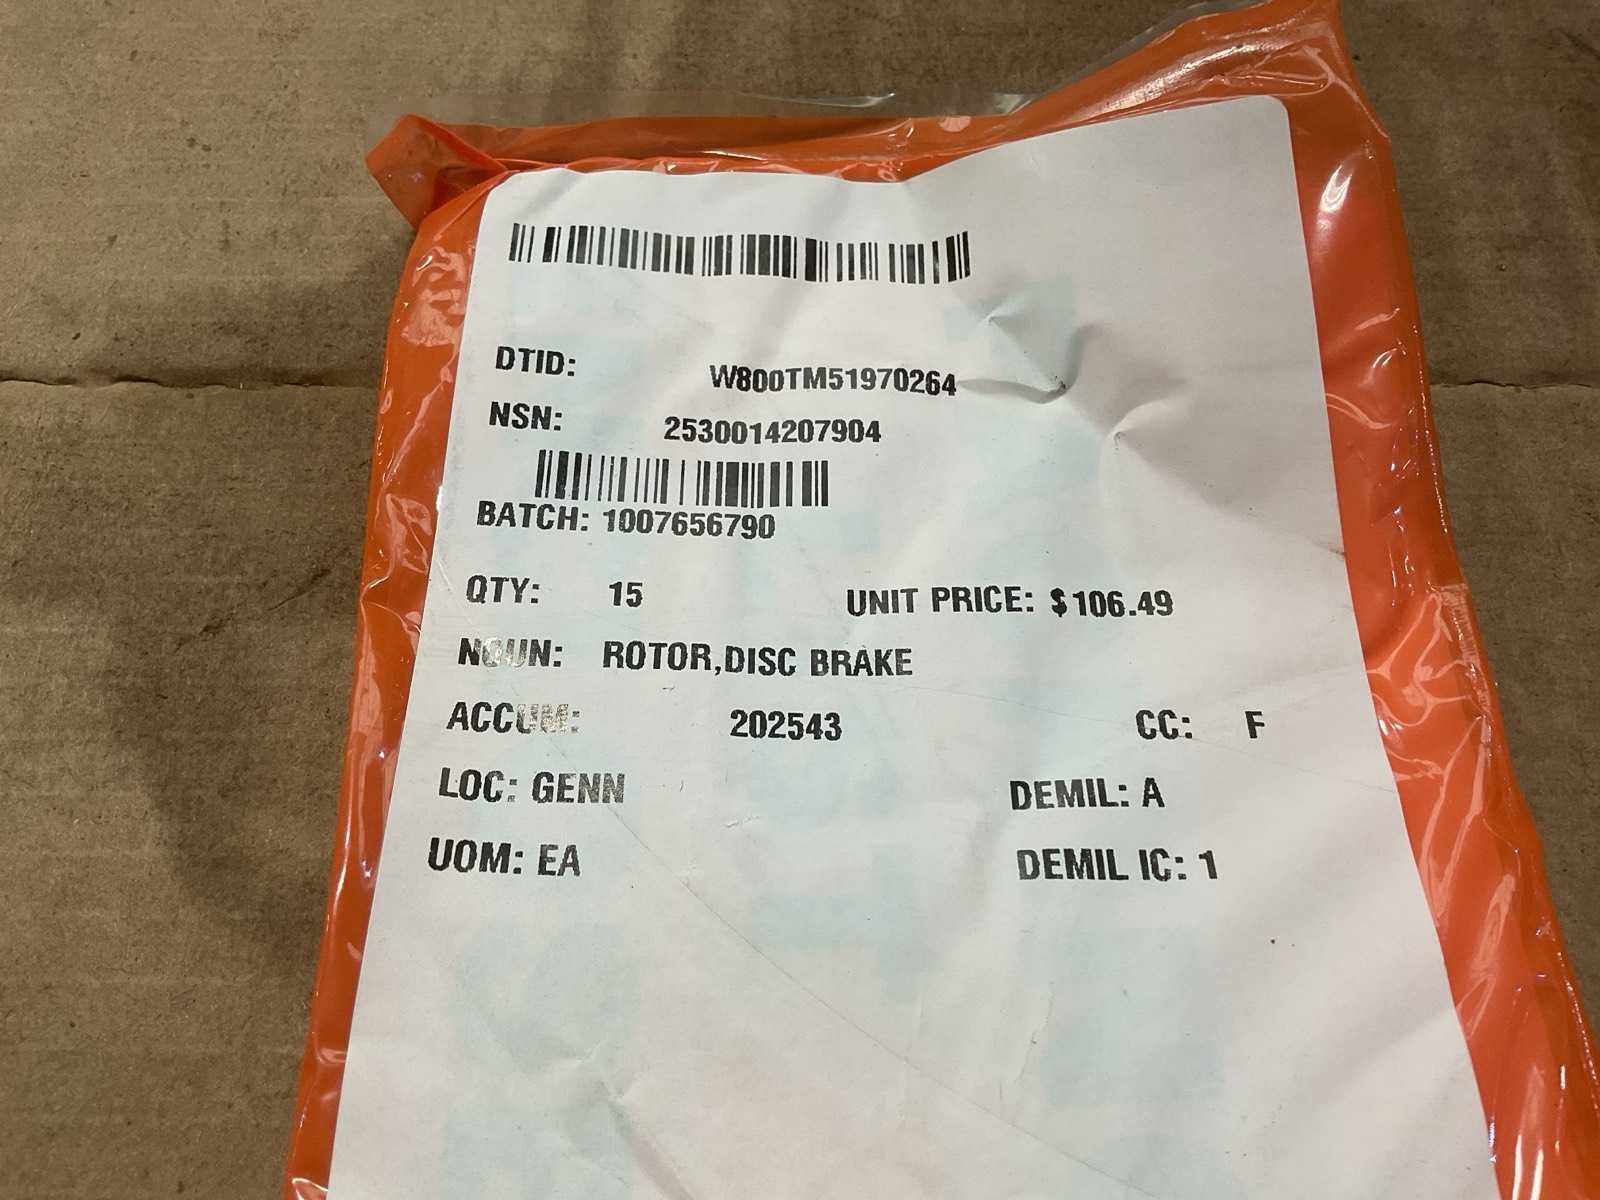 DTID: W800TM51970264
NSN: 2530014207904
BATCH: 1007656790
QTY: 15 UNIT PRICE: $106.49
NOUN: ROTOR,DISC BRAKE
ACCUM: 202543 CC: F
LOC: GENN DEMIL: A
UOM: EA DEMIL IC: 1